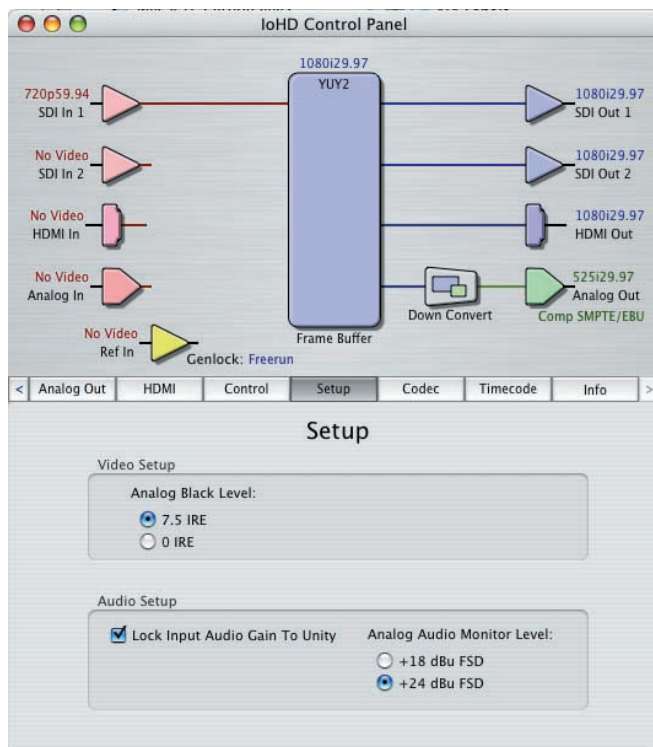 IoHD Control Panel
1080i29.97
YUY2
720p59.94
SDI In 1
1080i29.97
SDI Out 1
No Video
SDI In 2
1080i29.97
SDI Out 2
No Video
HDMI In
1080i29.97
HDMI Out
No Video
Analog In
Down Convert
525i29.97
Analog Out
Comp SMPTE/EBU
No Video
Ref In
Genlock: Freerun
Frame Buffer
< Analog Out HDMI Control Setup Codec Timecode Info >
Setup
Video Setup
Analog Black Level:
7.5 IRE
0 IRE
Audio Setup
Lock Input Audio Gain To Unity
Analog Audio Monitor Level:
+18 dBu FSD
+24 dBu FSD